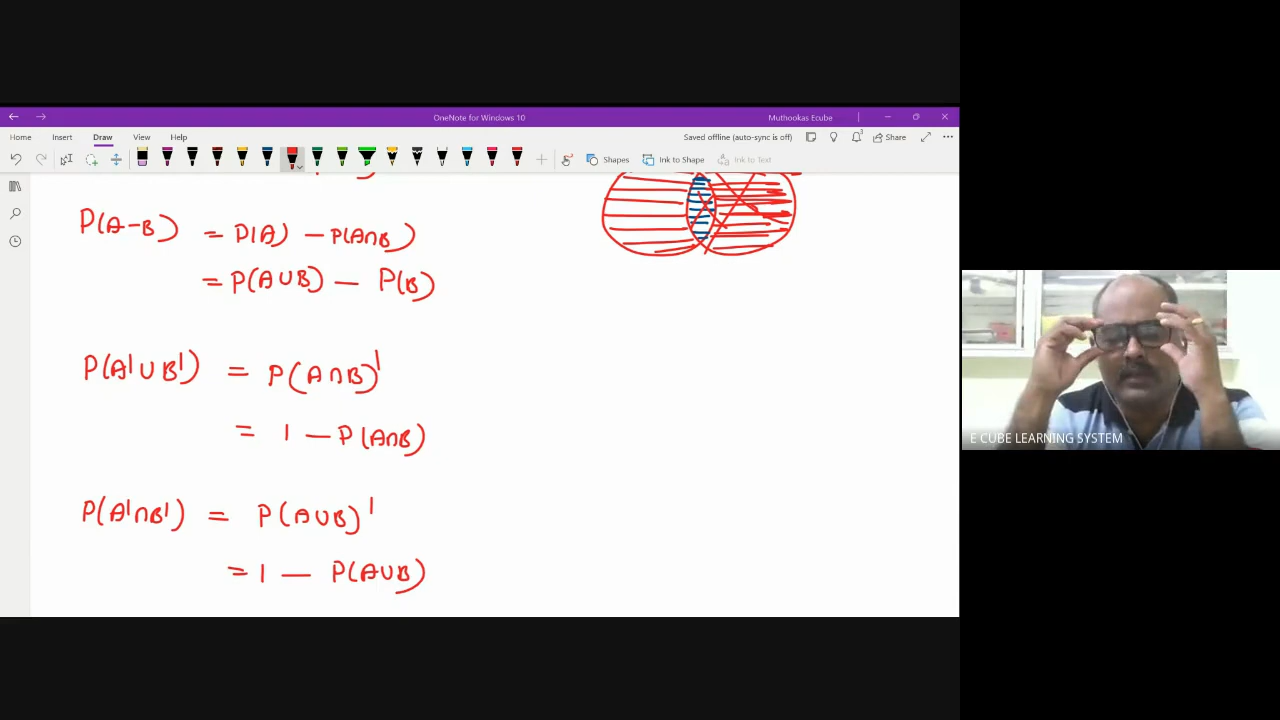 OneNote for Windows 10
Muthookas Ecube
Home Insert Draw View Help
Saved offline (auto-sync is off)
3
Share
Shapes
Ink to Shape
Ink to Text
P(A-B) = P(A) - P(A∩B)
= P(A∪B) - P(B)
P(A'∪B') = P(A∩B)'
= 1 - P(A∩B)
P(A'∩B') = P(A∪B)'
= 1 - P(A∪B)
E CUBE LEARNING SYSTEM